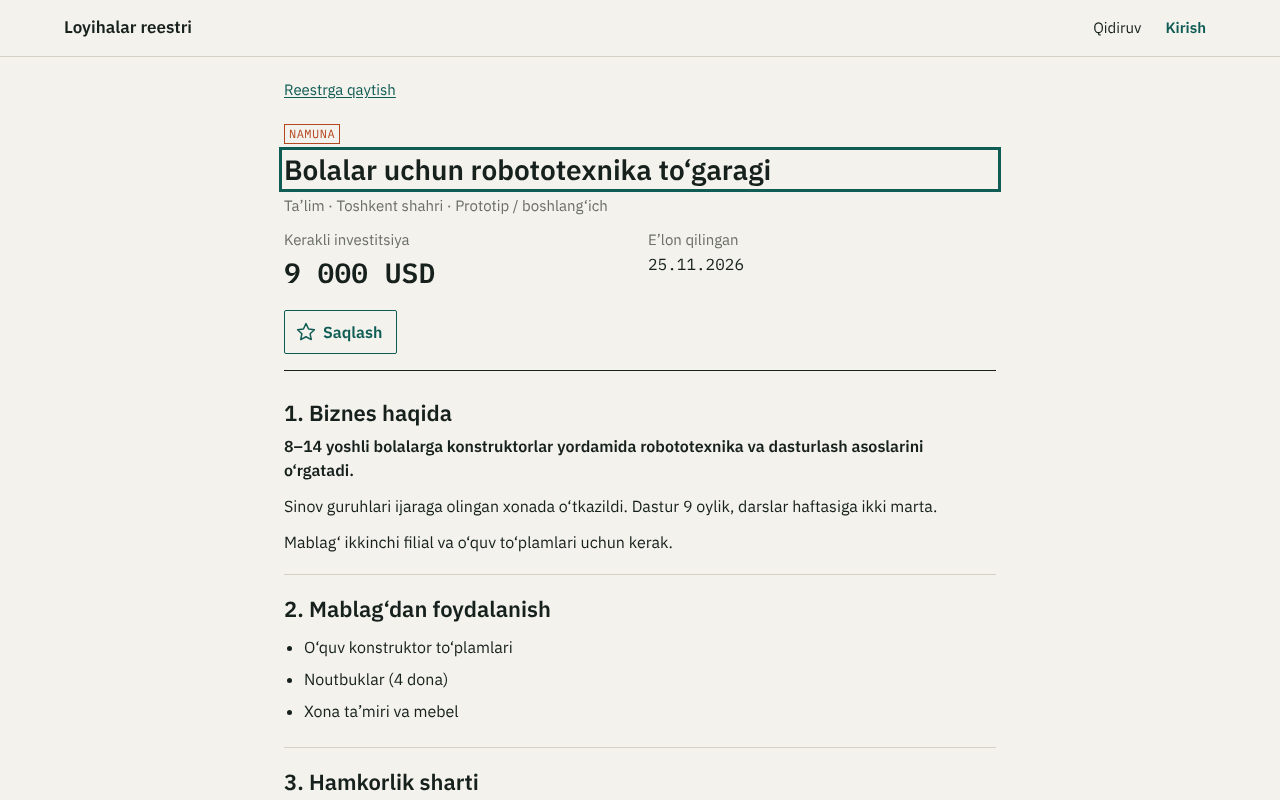 Loyihalar reestri
Qidiruv
Kirish
Reestrga qaytish
NAMUNA
Bolalar uchun robototexnika to‘garagi
Ta’lim · Toshkent shahri · Prototip / boshlang‘ich
Kerakli investitsiya
9 000 USD
E’lon qilingan
25.11.2026
Saqlash
1. Biznes haqida
8–14 yoshli bolalarga konstruktorlar yordamida robototexnika va dasturlash asoslarini
o‘rgatadi.
Sinov guruhlari ijaraga olingan xonada o‘tkazildi. Dastur 9 oylik, darslar haftasiga ikki marta.
Mablag‘ ikkinchi filial va o‘quv to‘plamlari uchun kerak.
2. Mablag‘dan foydalanish
• O‘quv konstruktor to‘plamlari
• Noutbuklar (4 dona)
• Xona ta’miri va mebel
3. Hamkorlik sharti